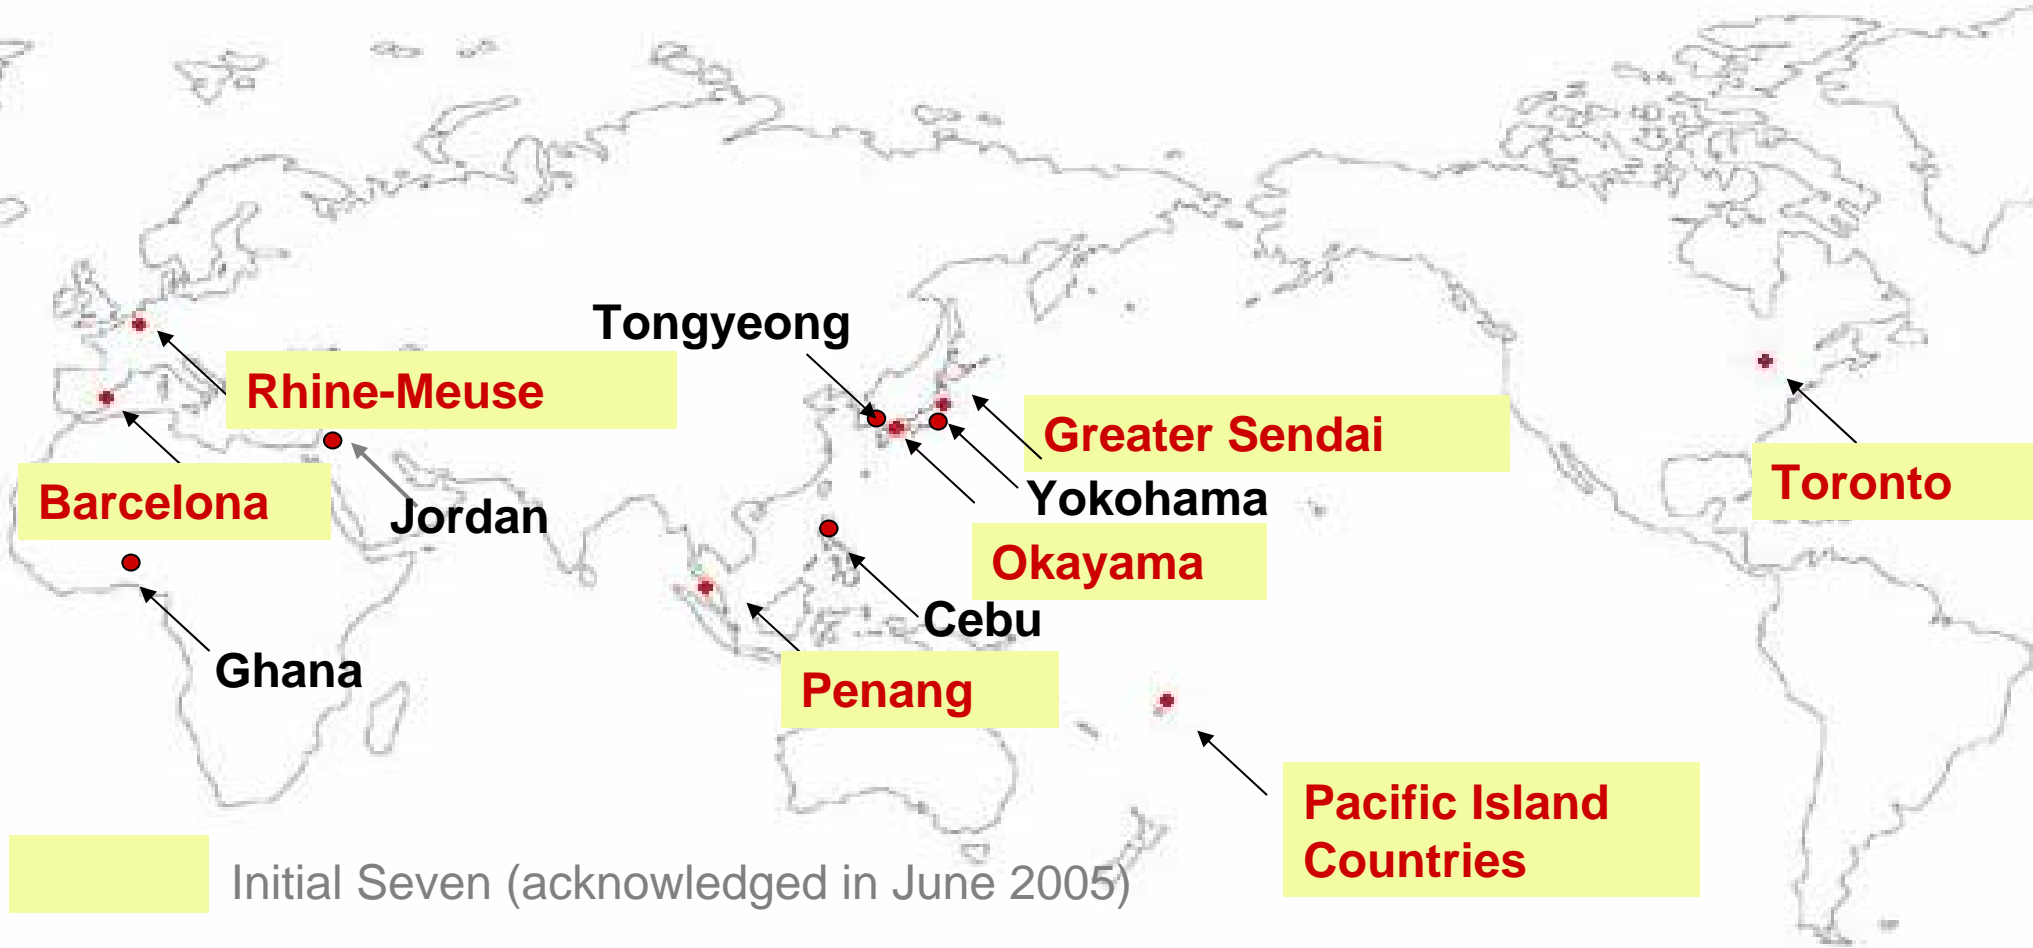 Tongyeong
Rhine-Meuse
Greater Sendai
Toronto
Barcelona
Jordan
Yokohama
Okayama
Cebu
Ghana
Penang
Pacific Island
Countries
Initial Seven (acknowledged in June 2005)